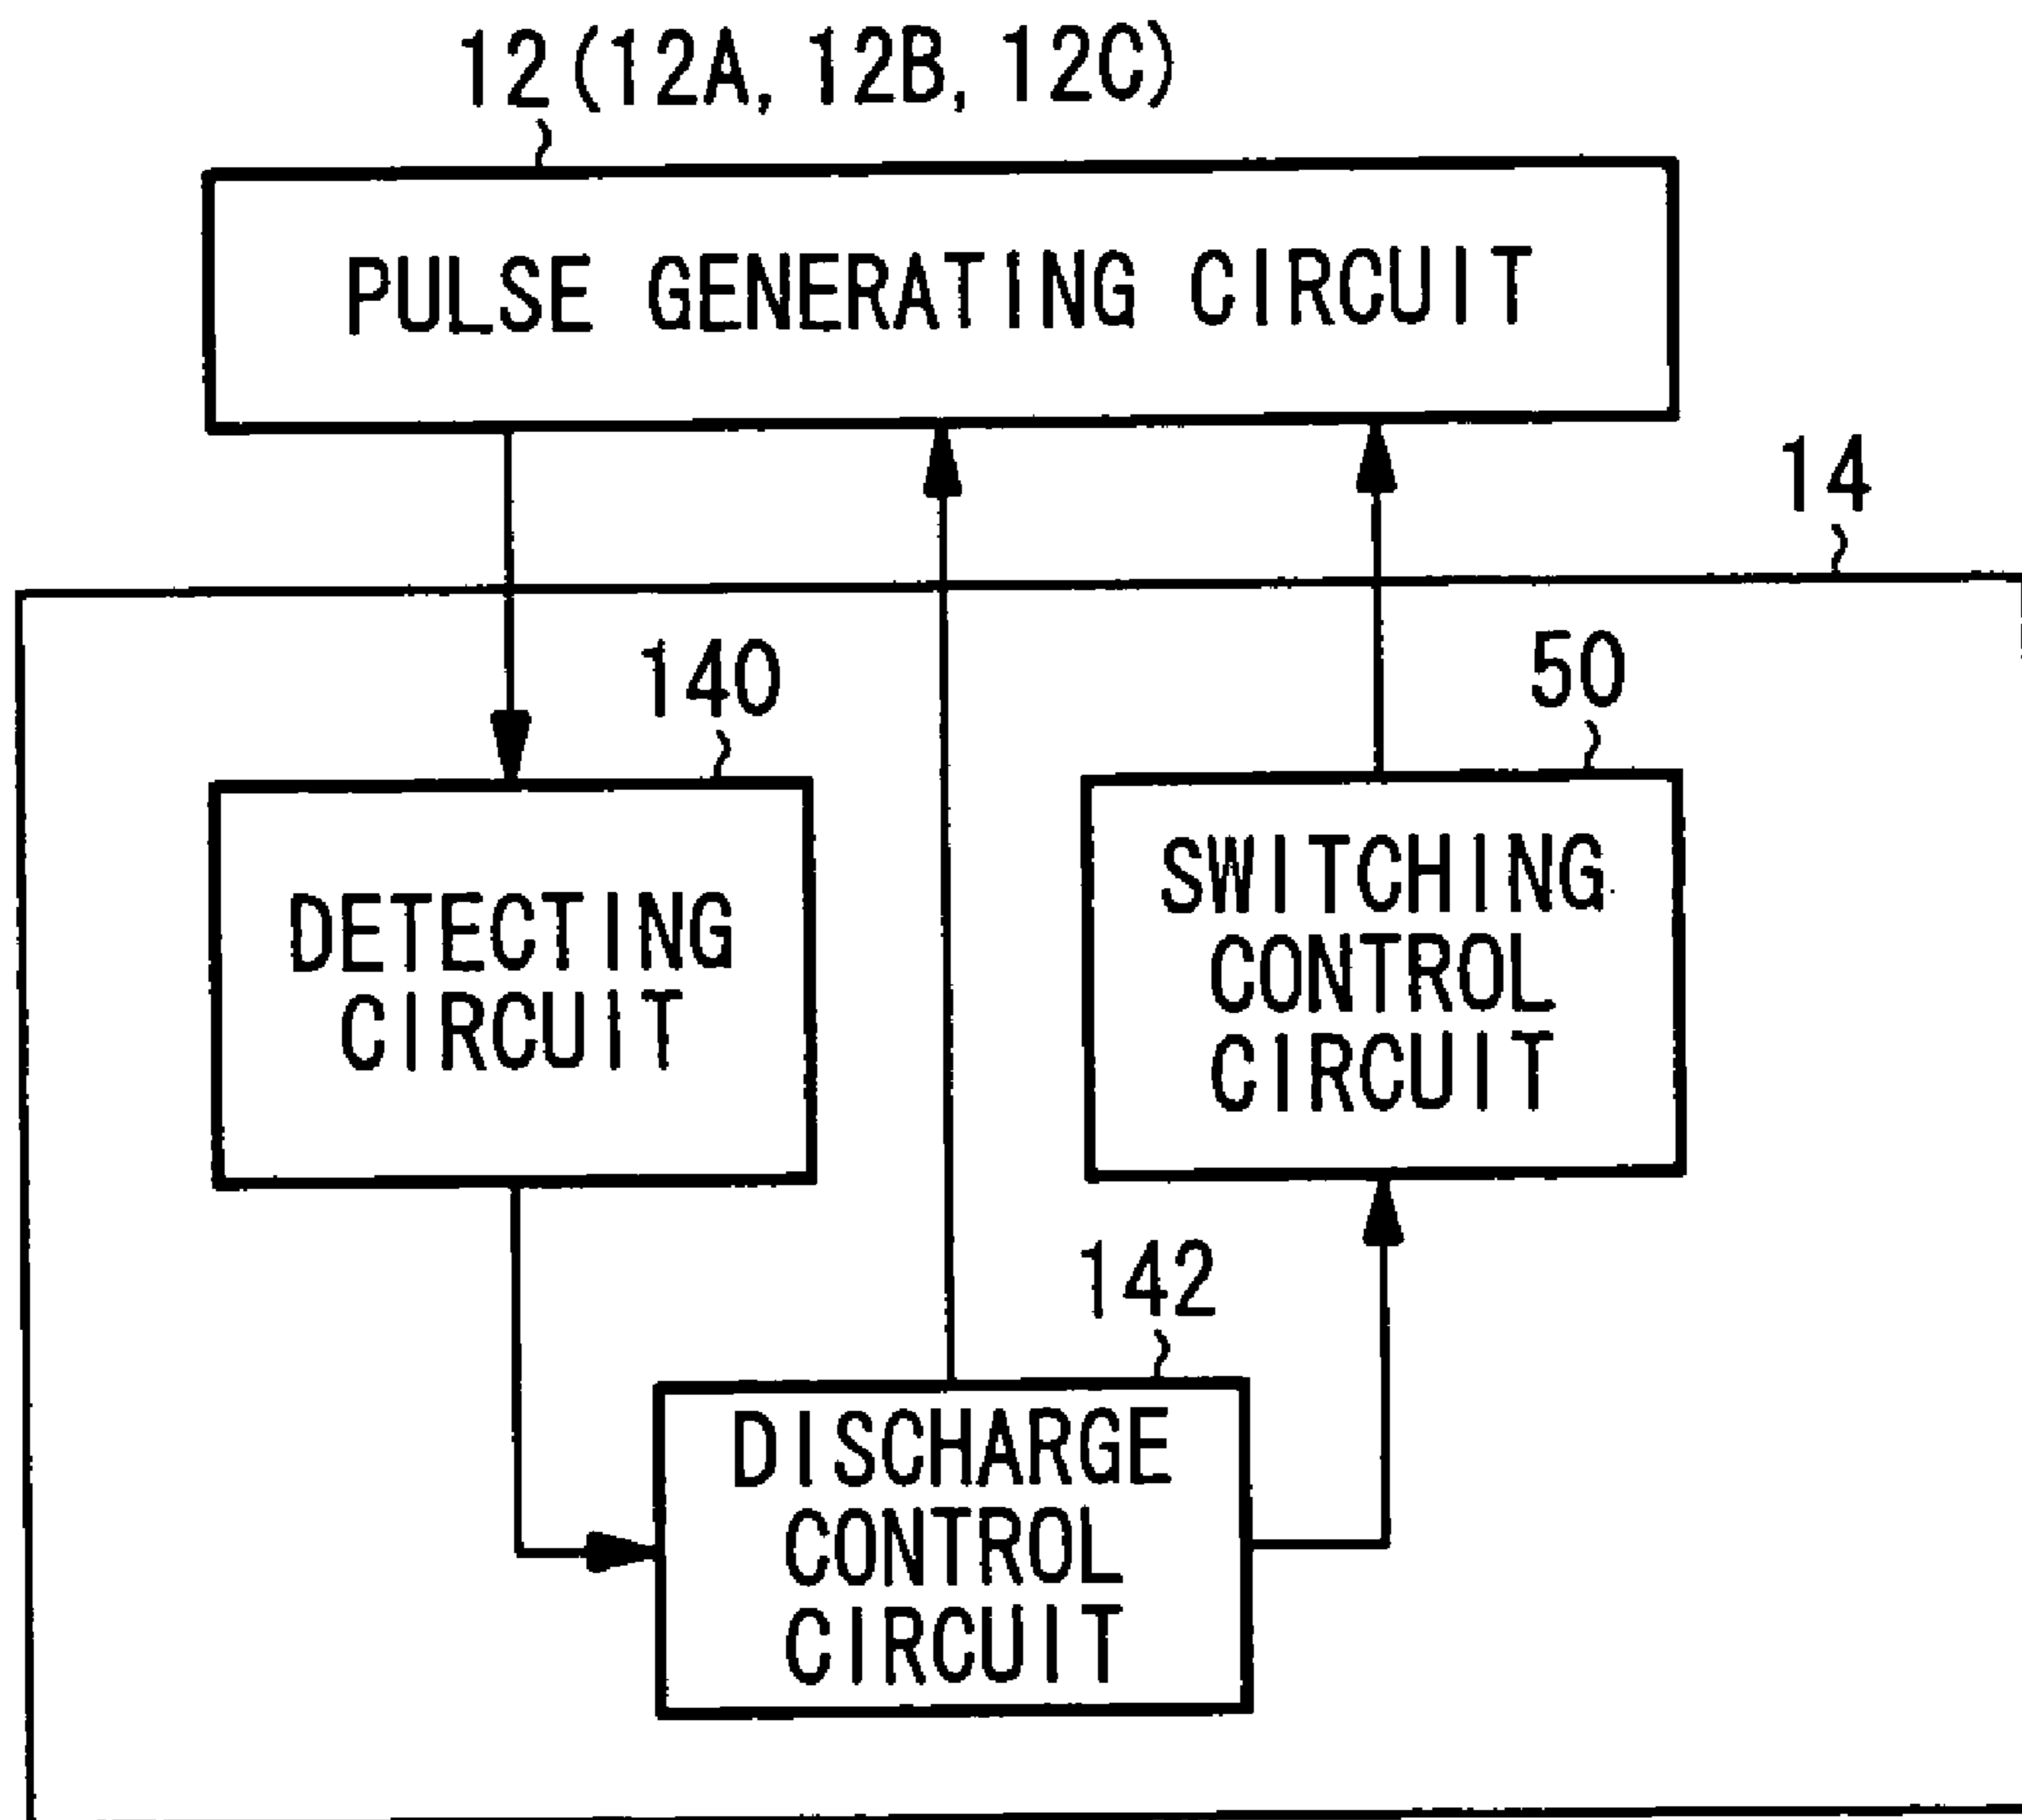 12(12A, 12B, 12C)
PULSE GENERATING CIRCUIT
14
140
50
DETECTING
CIRCUIT
SWITCHING
CONTROL
CIRCUIT
142
DISCHARGE
CONTROL
CIRCUIT